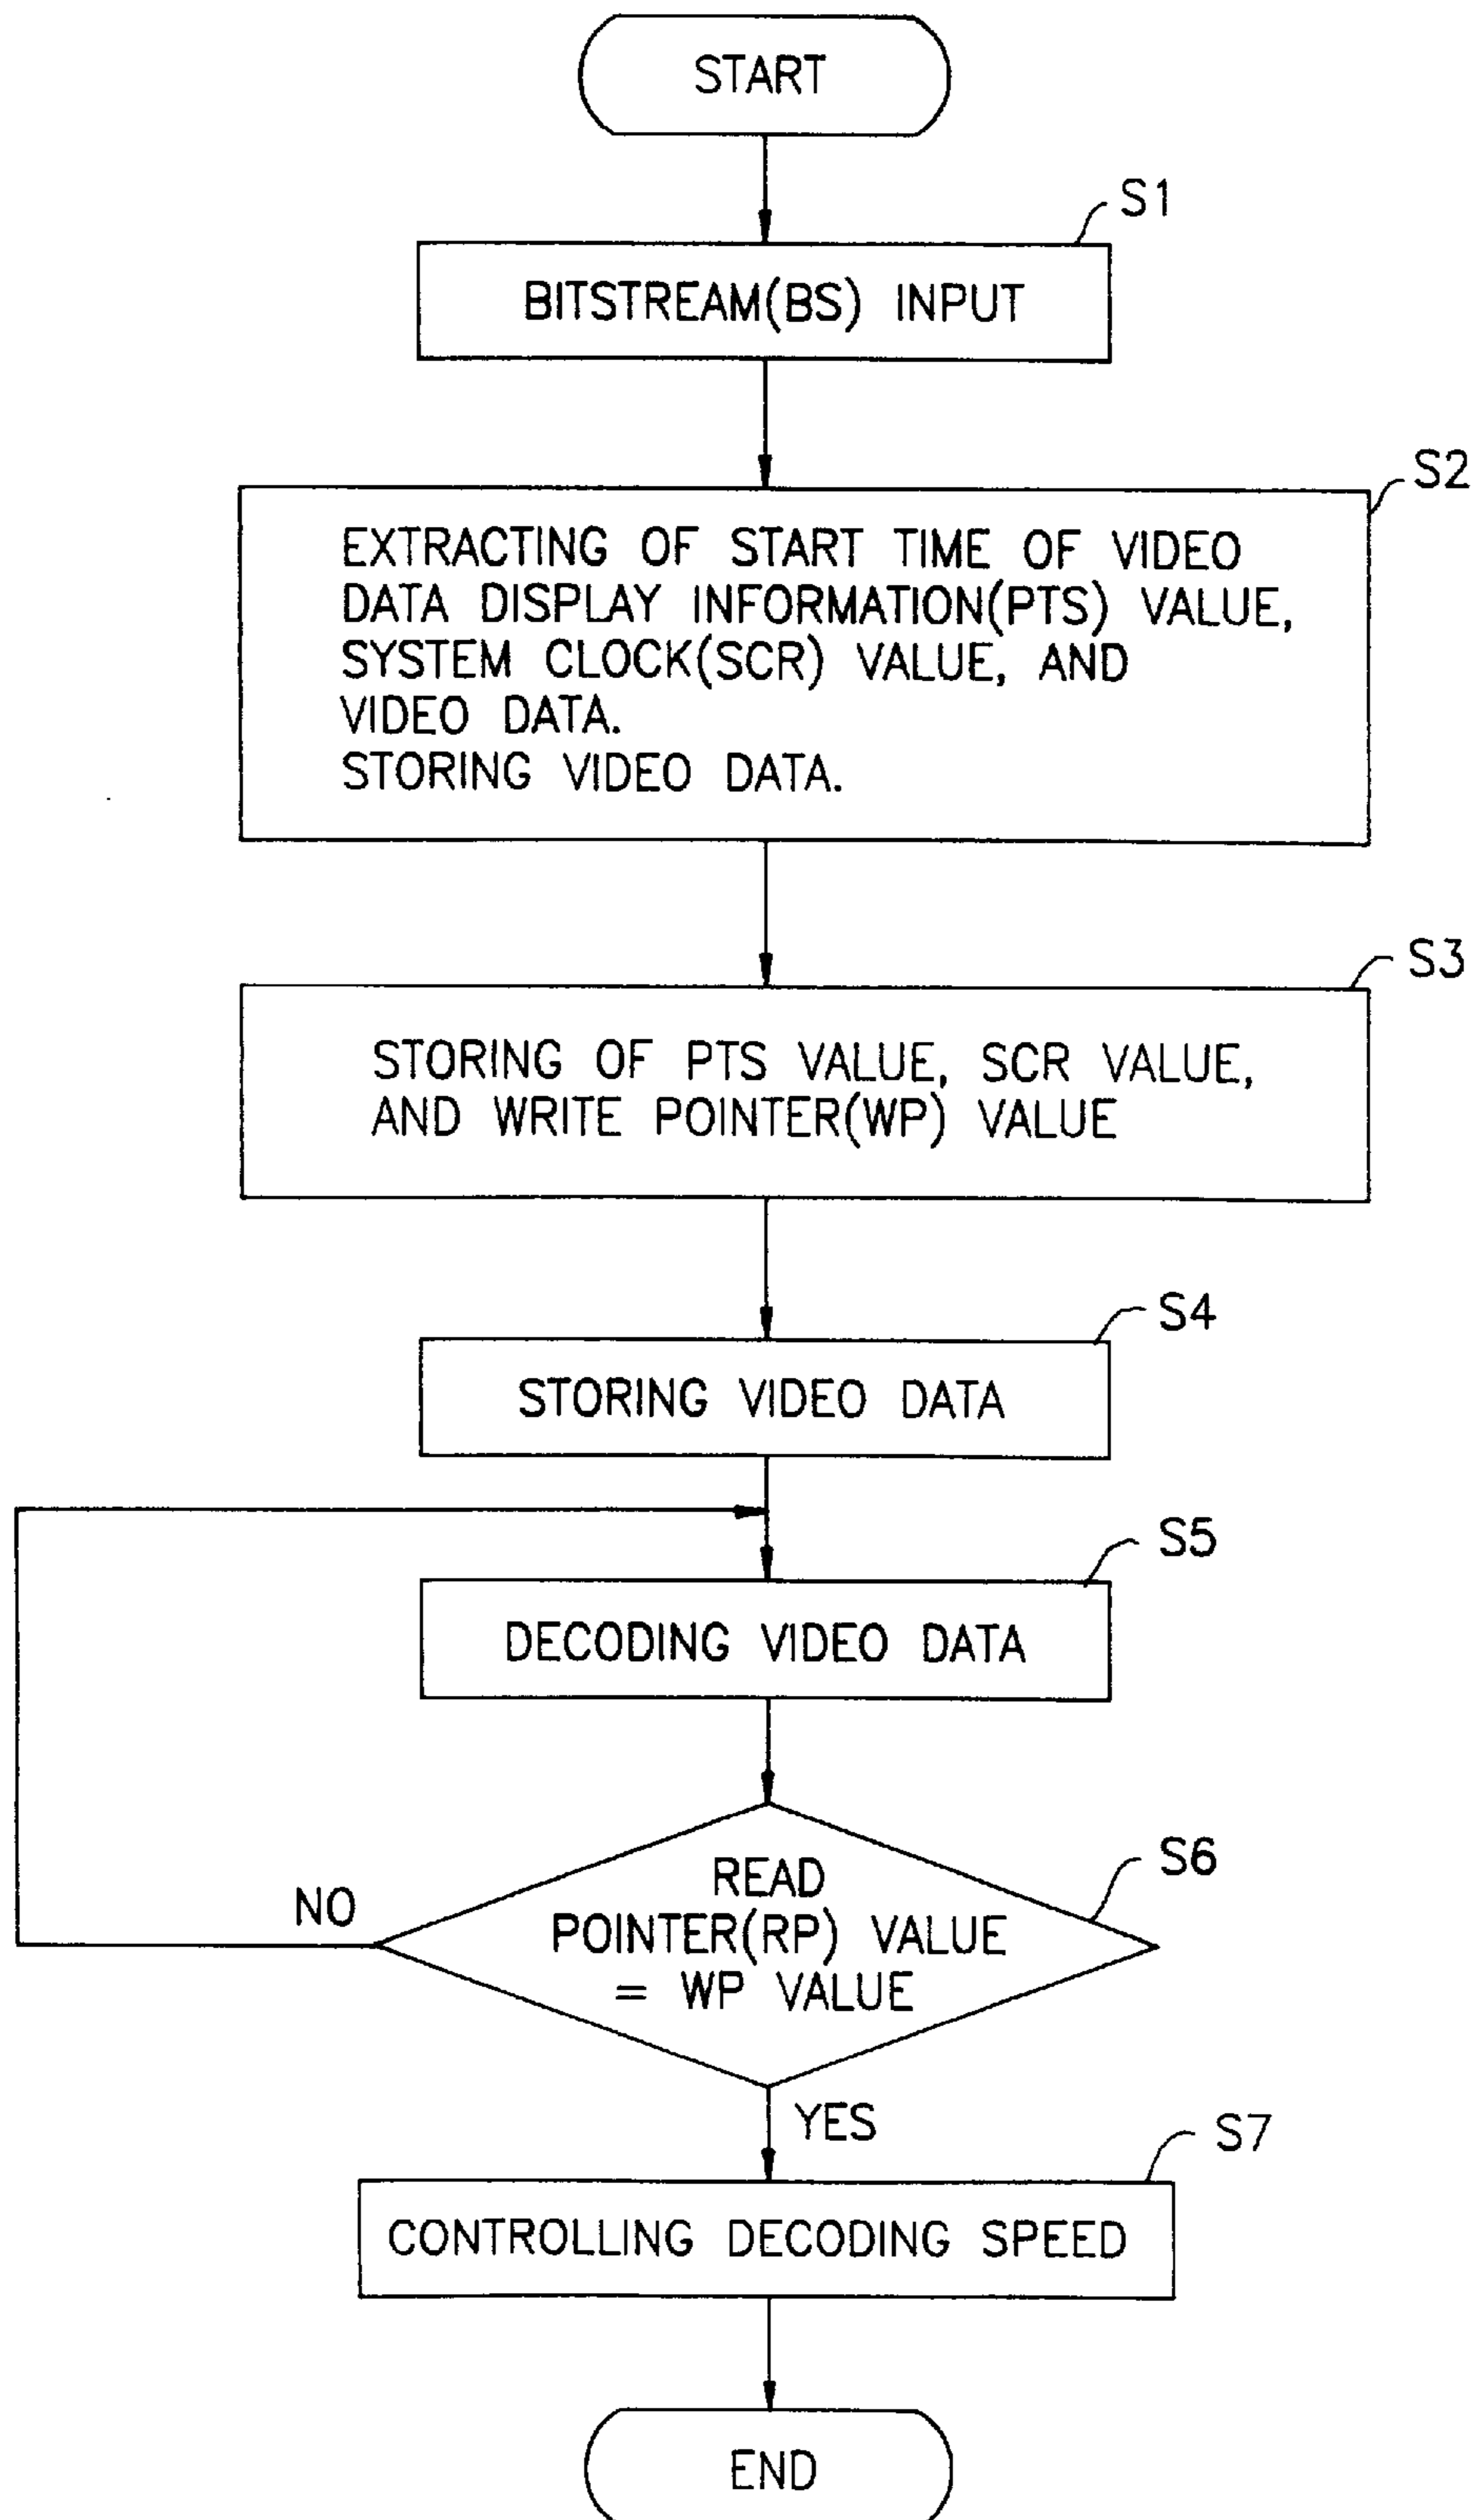 START
S1
BITSTREAM(BS) INPUT
S2
EXTRACTING OF START TIME OF VIDEO
DATA DISPLAY INFORMATION(PTS) VALUE,
SYSTEM CLOCK(SCR) VALUE, AND
VIDEO DATA.
STORING VIDEO DATA.
S3
STORING OF PTS VALUE, SCR VALUE,
AND WRITE POINTER(WP) VALUE
S4
STORING VIDEO DATA
S5
DECODING VIDEO DATA
S6
READ
POINTER(RP) VALUE
= WP VALUE
NO
YES
S7
CONTROLLING DECODING SPEED
END